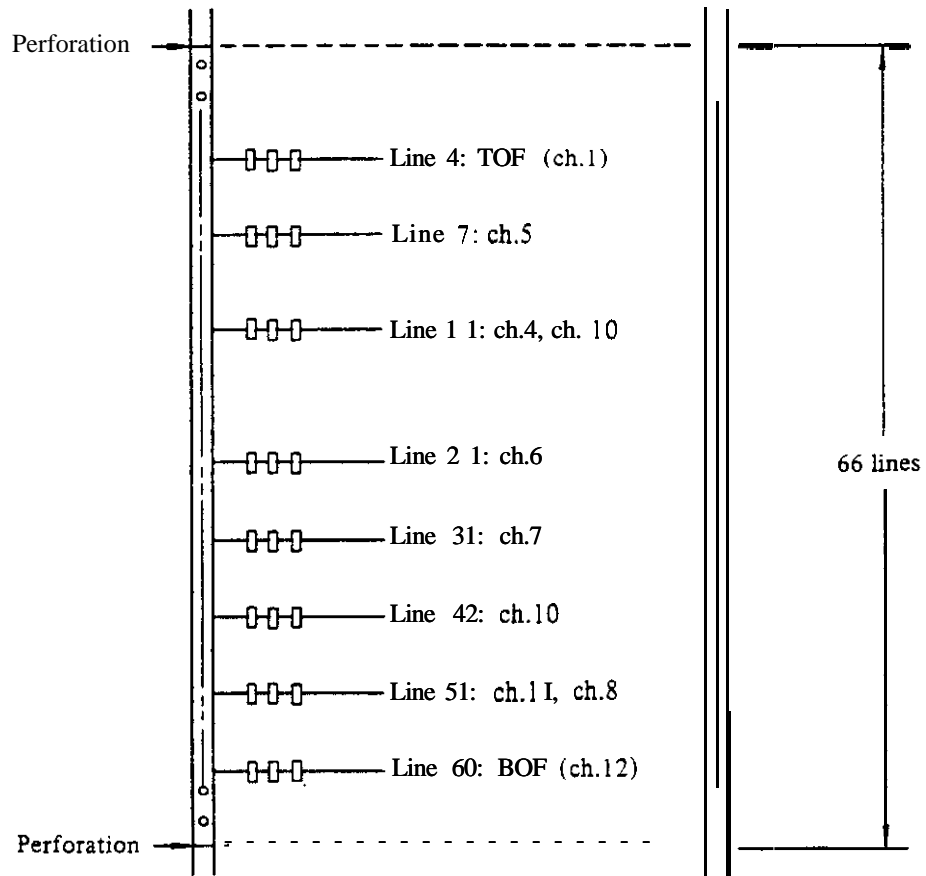 Perforation
Line 4: TOF (ch.1)
Line 7: ch.5
Line 1 1: ch.4, ch. 10
Line 2 1: ch.6
66 lines
Line 31: ch.7
Line 42: ch.10
Line 51: ch.1 I, ch.8
Line 60: BOF (ch.12)
Perforation